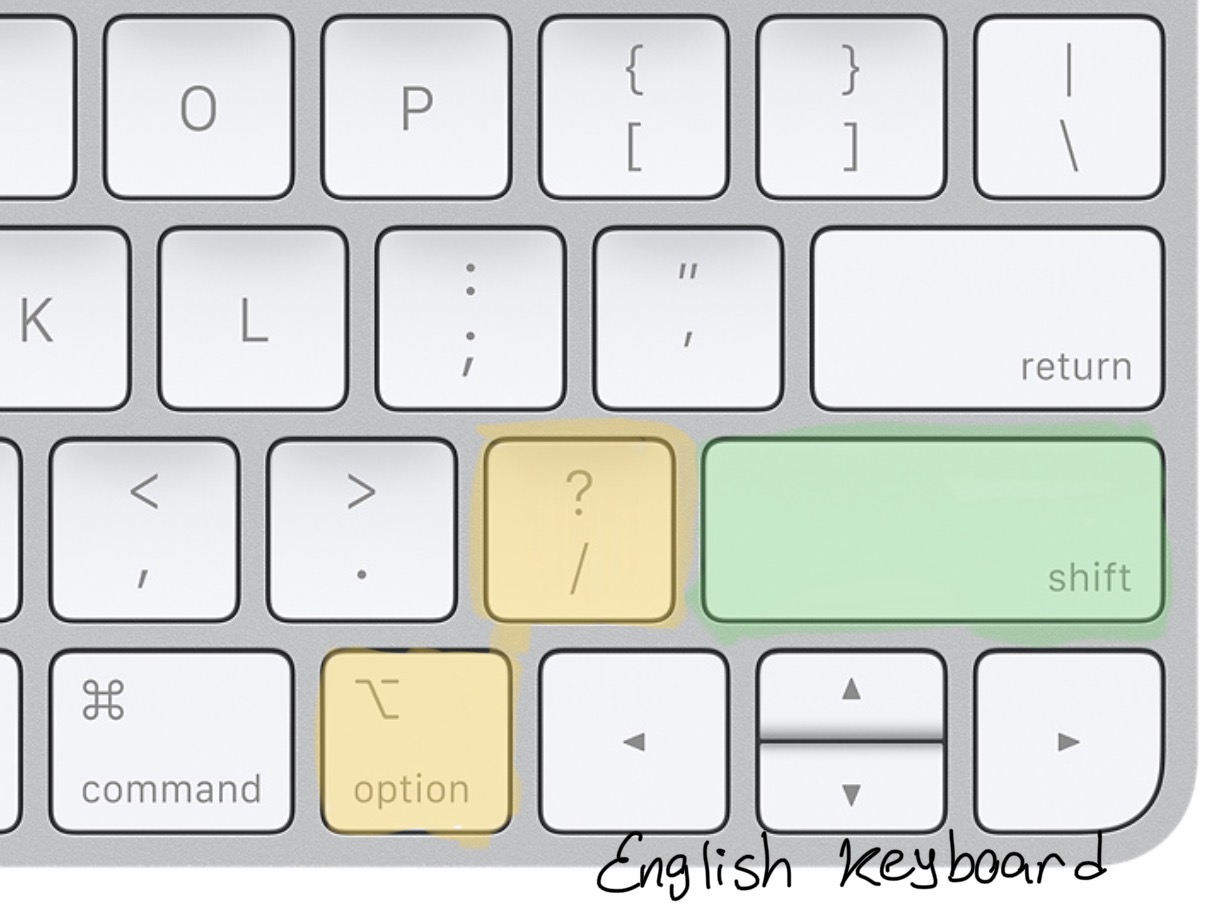 O P { }  |
[ ] \
K L : "
; ' return
< > ?
, . / shift
⌘ ⌥ ▲
◀ ▶
command option ▼
English Keyboard